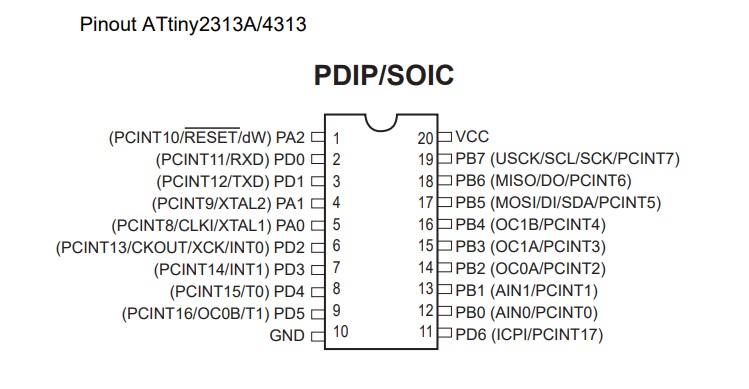 Pinout ATtiny2313A/4313
PDIP/SOIC
(PCINT10/RESET/dW) PA2 1 20 VCC
(PCINT11/RXD) PD0 2 19 PB7 (USCK/SCL/SCK/PCINT7)
(PCINT12/TXD) PD1 3 18 PB6 (MISO/DO/PCINT6)
(PCINT9/XTAL2) PA1 4 17 PB5 (MOSI/DI/SDA/PCINT5)
(PCINT8/CLKI/XTAL1) PA0 5 16 PB4 (OC1B/PCINT4)
(PCINT13/CKOUT/XCK/INT0) PD2 6 15 PB3 (OC1A/PCINT3)
(PCINT14/INT1) PD3 7 14 PB2 (OC0A/PCINT2)
(PCINT15/T0) PD4 8 13 PB1 (AIN1/PCINT1)
(PCINT16/OC0B/T1) PD5 9 12 PB0 (AIN0/PCINT0)
GND 10 11 PD6 (ICPI/PCINT17)